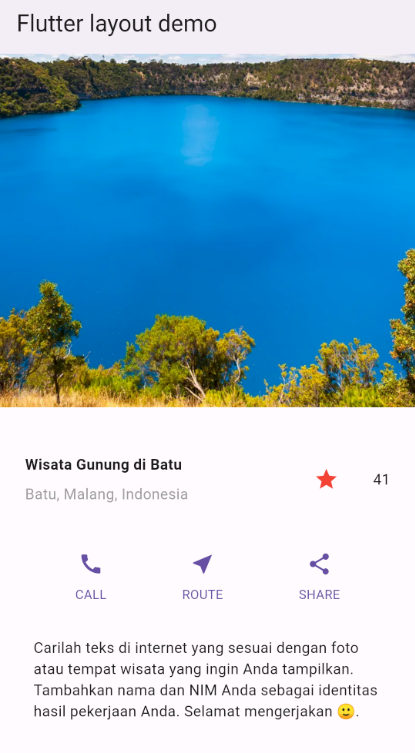 Flutter layout demo
Wisata Gunung di Batu
Batu, Malang, Indonesia
41
CALL
ROUTE
SHARE
Carilah teks di internet yang sesuai dengan foto
atau tempat wisata yang ingin Anda tampilkan.
Tambahkan nama dan NIM Anda sebagai identitas
hasil pekerjaan Anda. Selamat mengerjakan 🙂.